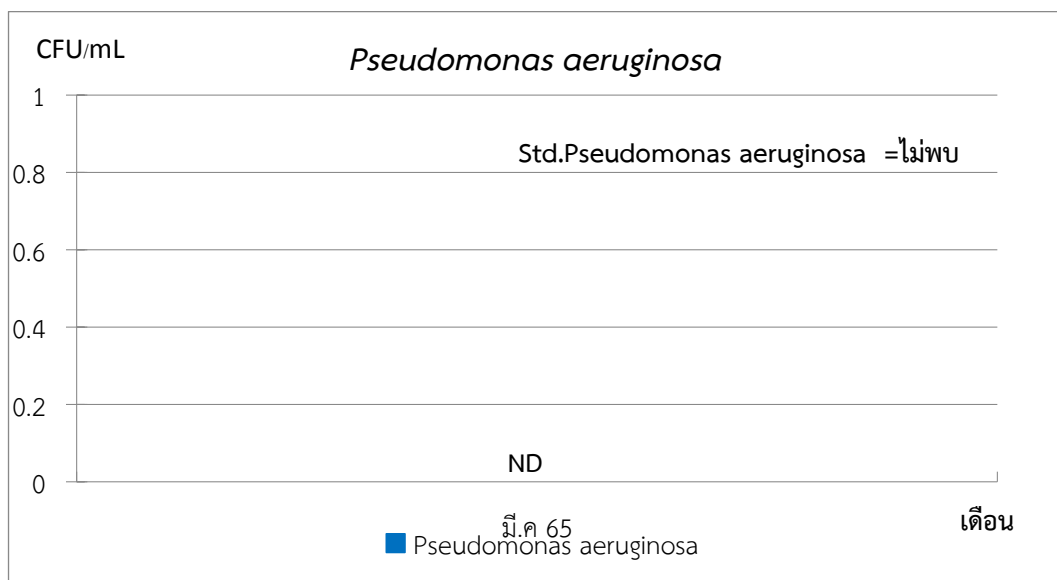 CFU/mL
Pseudomonas aeruginosa
1
Std.Pseudomonas aeruginosa =ไม่พบ
0.8
0.6
0.4
0.2
ND
0
มี.ค 65
เดือน
Pseudomonas aeruginosa